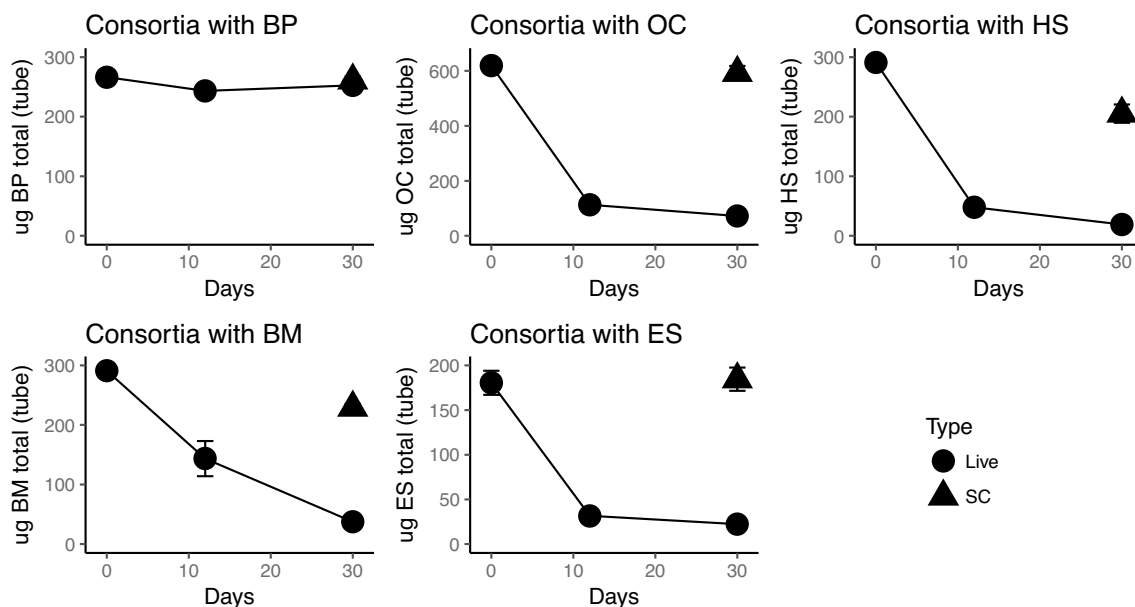 Consortia with BP
ug BP total (tube)
300
200
100
0
0 10 20 30
Days
Consortia with OC
ug OC total (tube)
600
400
200
0
0 10 20 30
Days
Consortia with HS
ug HS total (tube)
300
200
100
0
0 10 20 30
Days
Consortia with BM
ug BM total (tube)
300
200
100
0
0 10 20 30
Days
Consortia with ES
ug ES total (tube)
200
150
100
50
0
0 10 20 30
Days
Type
Live
SC